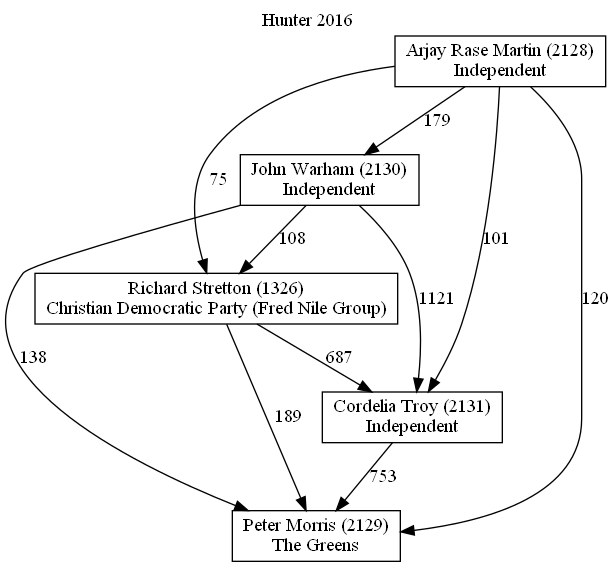 Hunter 2016
Arjay Rase Martin (2128)
Independent
179
John Warham (2130)
Independent
75
108
101
Richard Stretton (1326)
Christian Democratic Party (Fred Nile Group)
1121
120
138
687
189
Cordelia Troy (2131)
Independent
753
Peter Morris (2129)
The Greens